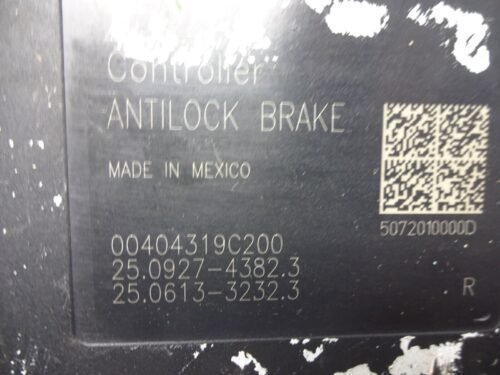 Controller
ANTILOCK BRAKE
MADE IN MEXICO
5072010000D
00404319C200
25.0927-4382.3
25.0613-3232.3
R